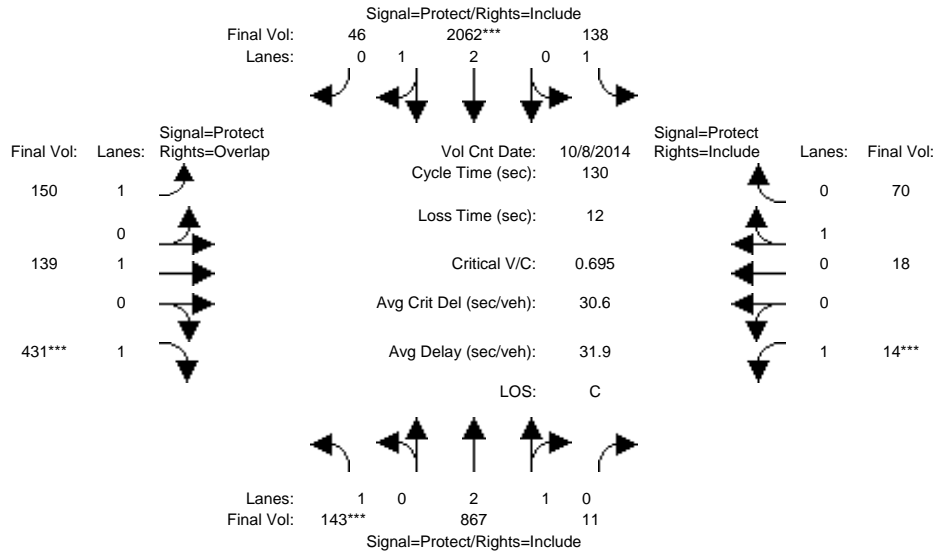 Signal=Protect/Rights=Include
Final Vol: 46 2062*** 138
Lanes: 0 1 2 0 1
Signal=Protect Signal=Protect
Final Vol: Lanes: Rights=Overlap Vol Cnt Date: 10/8/2014 Rights=Include Lanes: Final Vol:
Cycle Time (sec): 130
150 1 0 70
Loss Time (sec): 12
0 1
139 1 Critical V/C: 0.695 0 18
0 Avg Crit Del (sec/veh): 30.6 0
431*** 1 Avg Delay (sec/veh): 31.9 1 14***
LOS: C
Lanes: 1 0 2 1 0
Final Vol: 143*** 867 11
Signal=Protect/Rights=Include